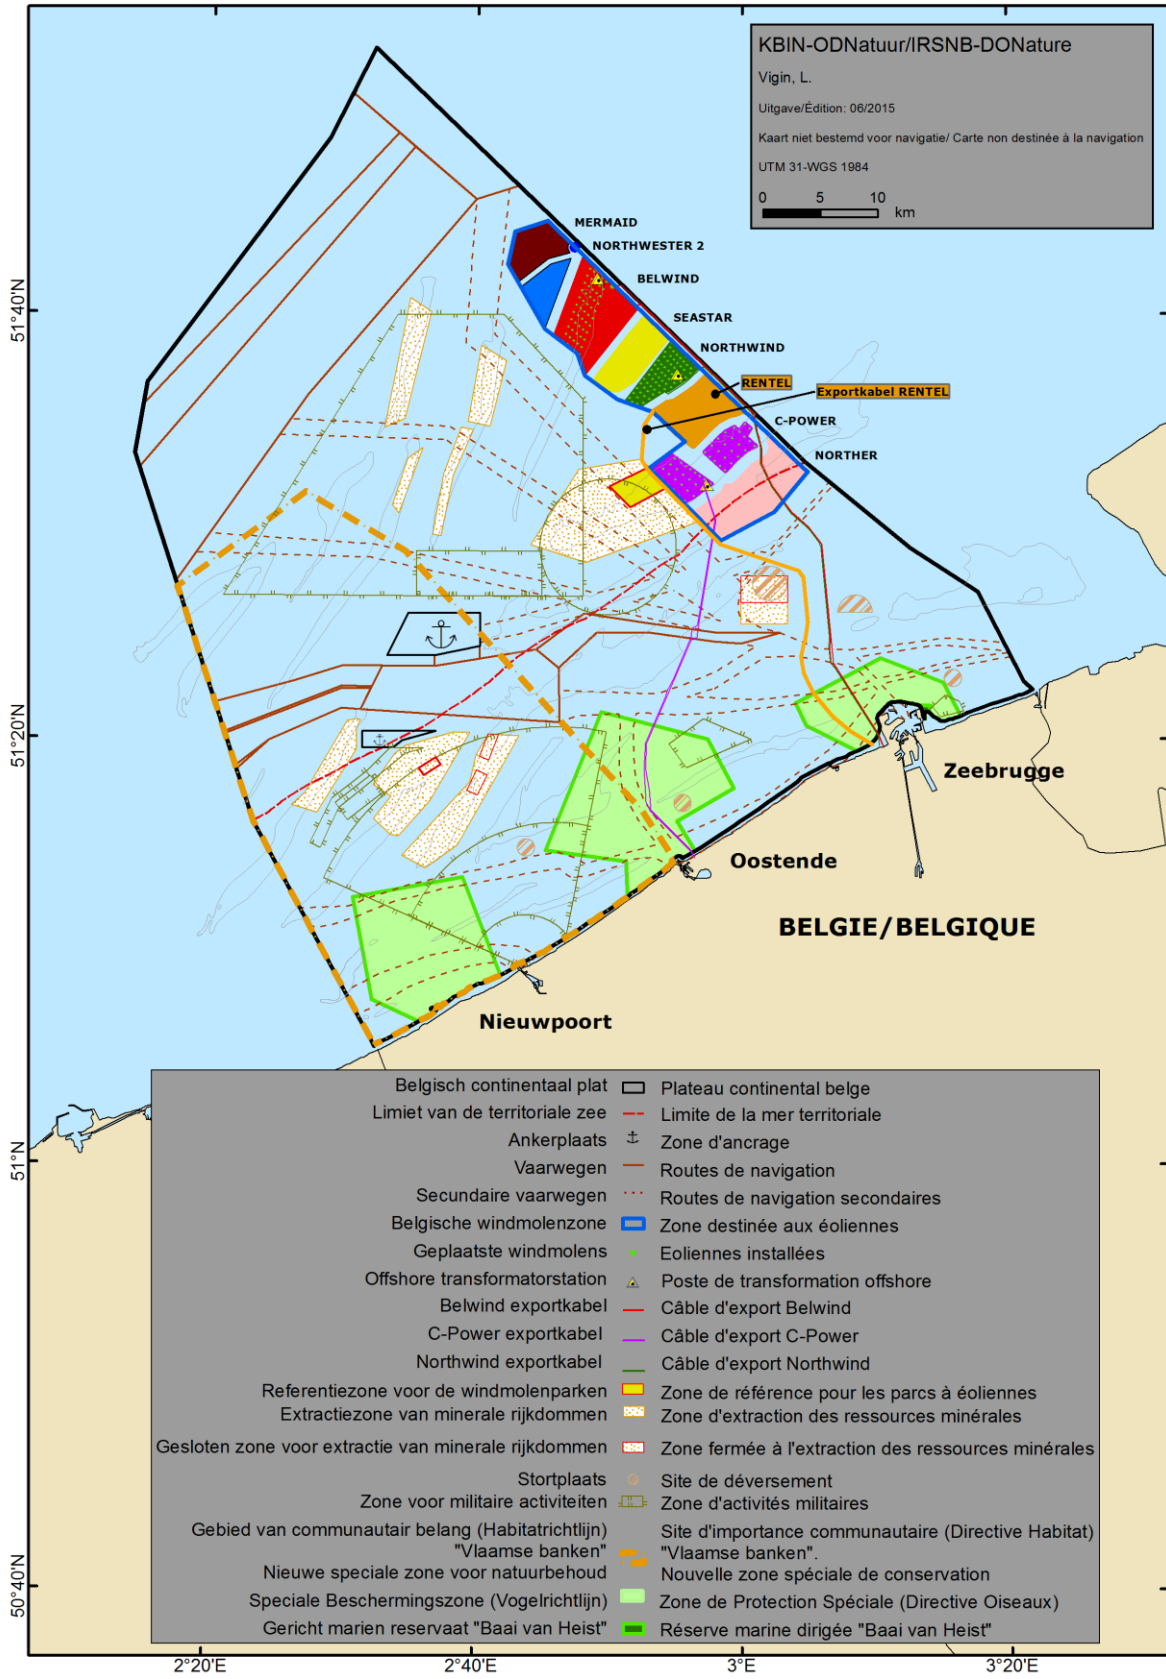 KBIN-ODNatuur/IRSNB-DONature
Vigin, L.
Uitgave/Édition: 06/2015
Kaart niet bestemd voor navigatie/ Carte non destinée à la navigation
UTM 31-WGS 1984
0 5 10
km
MERMAID
NORTHWESTER 2
BELWIND
SEASTAR
NORTHWIND
RENTEL
Exportkabel RENTEL
C-POWER
NORTHER
51°40'N
51°20'N
51°N
50°40'N
Zeebrugge
Oostende
BELGIE/BELGIQUE
Nieuwpoort
Belgisch continentaal plat Plateau continental belge
Limiet van de territoriale zee Limite de la mer territoriale
Ankerplaats Zone d'ancrage
Vaarwegen Routes de navigation
Secundaire vaarwegen Routes de navigation secondaires
Belgische windmolenzone Zone destinée aux éoliennes
Geplaatste windmolens Eoliennes installées
Offshore transformatorstation Poste de transformation offshore
Belwind exportkabel Câble d'export Belwind
C-Power exportkabel Câble d'export C-Power
Northwind exportkabel Câble d'export Northwind
Referentiezone voor de windmolenparken Zone de référence pour les parcs à éoliennes
Extractiezone van minerale rijkdommen Zone d'extraction des ressources minérales
Gesloten zone voor extractie van minerale rijkdommen Zone fermée à l'extraction des ressources minérales
Stortplaats Site de déversement
Zone voor militaire activiteiten Zone d'activités militaires
Gebied van communautair belang (Habitatrichtlijn) Site d'importance communautaire (Directive Habitat)
"Vlaamse banken" "Vlaamse banken".
Nieuwe speciale zone voor natuurbehoud Nouvelle zone spéciale de conservation
Speciale Beschermingszone (Vogelrichtlijn) Zone de Protection Spéciale (Directive Oiseaux)
Gericht marien reservaat "Baai van Heist" Réserve marine dirigée "Baai van Heist"
2°20'E 2°40'E 3°E 3°20'E